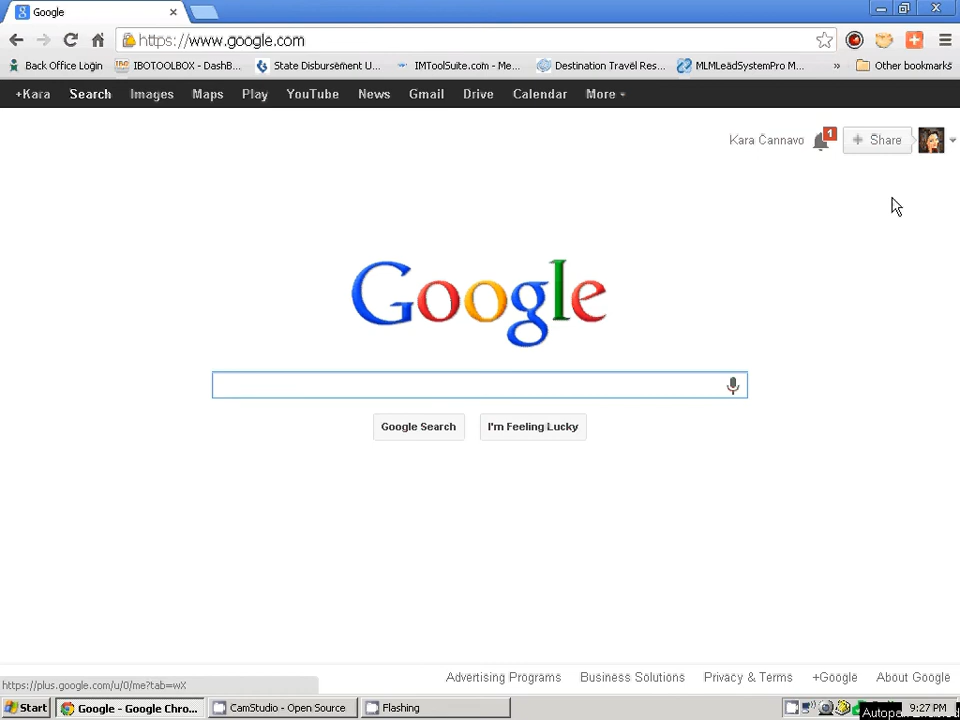 Google
https://www.google.com
Back Office Login IBOTOOLBOX - DashB... State Disbursement U... IMToolSuite.com - Me... Destination Travel Res... MLMLeadSystemPro M... » Other bookmarks
+Kara Search Images Maps Play YouTube News Gmail Drive Calendar More
Kara Cannavo 1 + Share
Google
Google Search I'm Feeling Lucky
Advertising Programs Business Solutions Privacy & Terms +Google About Google
https://plus.google.com/u/0/me?tab=wX
Start Google - Google Chro... CamStudio - Open Source Flashing 9:27 PM